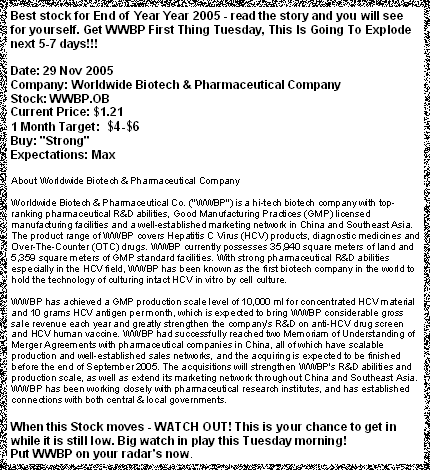 Best stock for End of Year Year 2005 - read the story and you will see
for yourself. Get WWBP First Thing Tuesday, This Is Going To Explode
next 5-7 days!!!
Date: 29 Nov 2005
Company: Worldwide Biotech & Pharmaceutical Company
Stock: WWBP.OB
Current Price: $1.21
1 Month Target: $4-$6
Buy: "Strong"
Expectations: Max
About Worldwide Biotech & Pharmaceutical Company
Worldwide Biotech & Pharmaceutical Co. ("WWBP") is a hi-tech biotech company with top-
ranking pharmaceutical R&D abilities, Good Manufacturing Practices (GMP) licensed
manufacturing facilities and a well-established marketing network in China and Southeast Asia.
The product range of WWBP covers Hepatitis C Virus (HCV) products, diagnostic medicines and
Over-The-Counter (OTC) drugs. WWBP currently possesses 35,940 square meters of land and
5,359 square meters of GMP standard facilities. With strong pharmaceutical R&D abilities
especially in the HCV field, WWBP has been known as the first biotech company in the world to
hold the technology of culturing intact HCV in vitro by cell culture.
WWBP has achieved a GMP production scale level of 10,000 ml for concentrated HCV material
and 10 grams HCV antigen per month, which is expected to bring WWBP considerable gross
sale revenue each year and greatly strengthen the company's R&D on anti-HCV drug screen
and HCV human vaccine. WWBP had successfully reached two Memoriam of Understanding of
Merger Agreements with pharmaceutical companies in China, all of which have scalable
production and well-established sales networks, and the acquiring is expected to be finished
before the end of September 2005. The acquisitions will strengthen WWBP's R&D abilities and
production scale, as well as extend its marketing network throughout China and Southeast Asia.
WWBP has been working closely with pharmaceutical research institutes, and has established
connections with both central & local governments.
When this Stock moves - WATCH OUT! This is your chance to get in
while it is still low. Big watch in play this Tuesday morning!
Put WWBP on your radar's now.